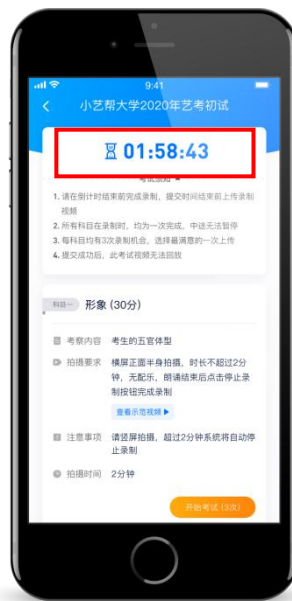 9:41
小艺帮大学2020年艺考初试
01:58:43
考试须知
1. 请在倒计时结束前完成录制，提交时间结束前上传录制
视频
2. 所有科目在录制时，均为一次完成，中途无法暂停
3. 每科目均有3次录制机会，选择最满意的一次上传
4. 提交成功后，此考试视频无法回放
科目一 形象 (30分)
考察内容 考生的五官体型
拍摄要求 横屏正面半身拍摄，时长不超过2分
钟，无配乐，朗诵结束后点击停止录
制按钮完成录制
查看示范视频
注意事项 请竖屏拍摄，超过2分钟系统将自动停
止录制
拍摄时间 2分钟
开始考试 (3次)